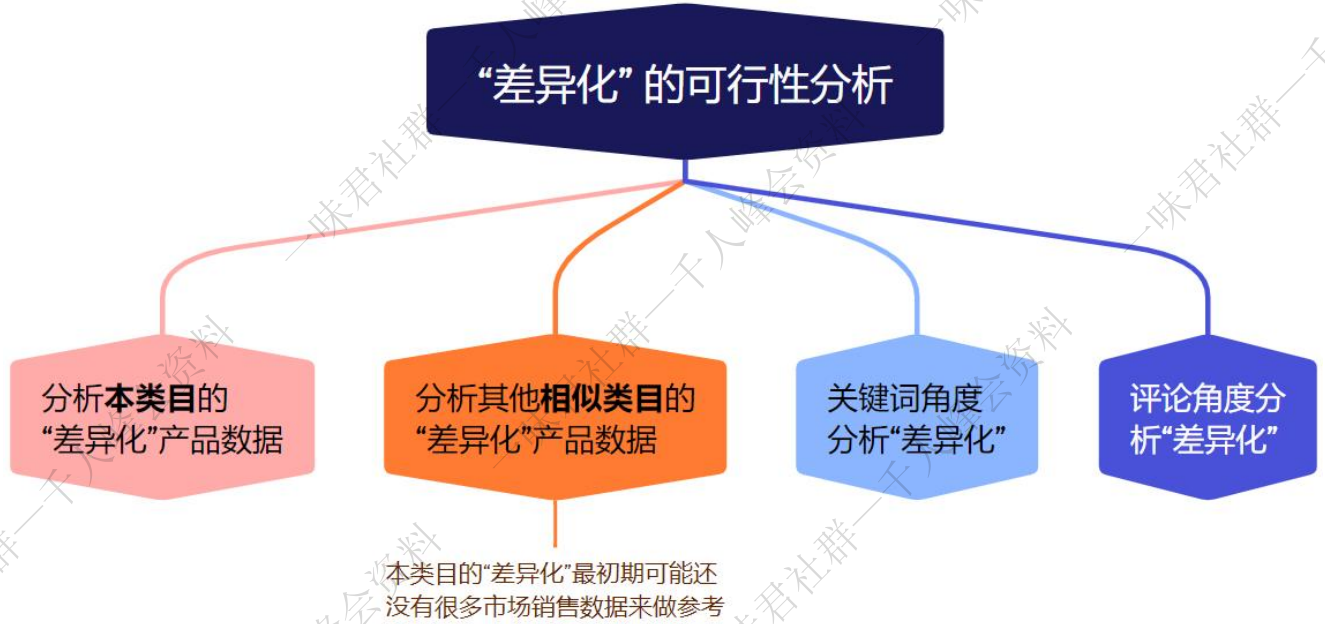 “差异化” 的可行性分析
分析本类目的
“差异化”产品数据
分析其他相似类目的
“差异化”产品数据
关键词角度
分析“差异化”
评论角度分
析“差异化”
本类目的“差异化”最初期可能还
没有很多市场销售数据来做参考
一味君社群—千人峰会资料